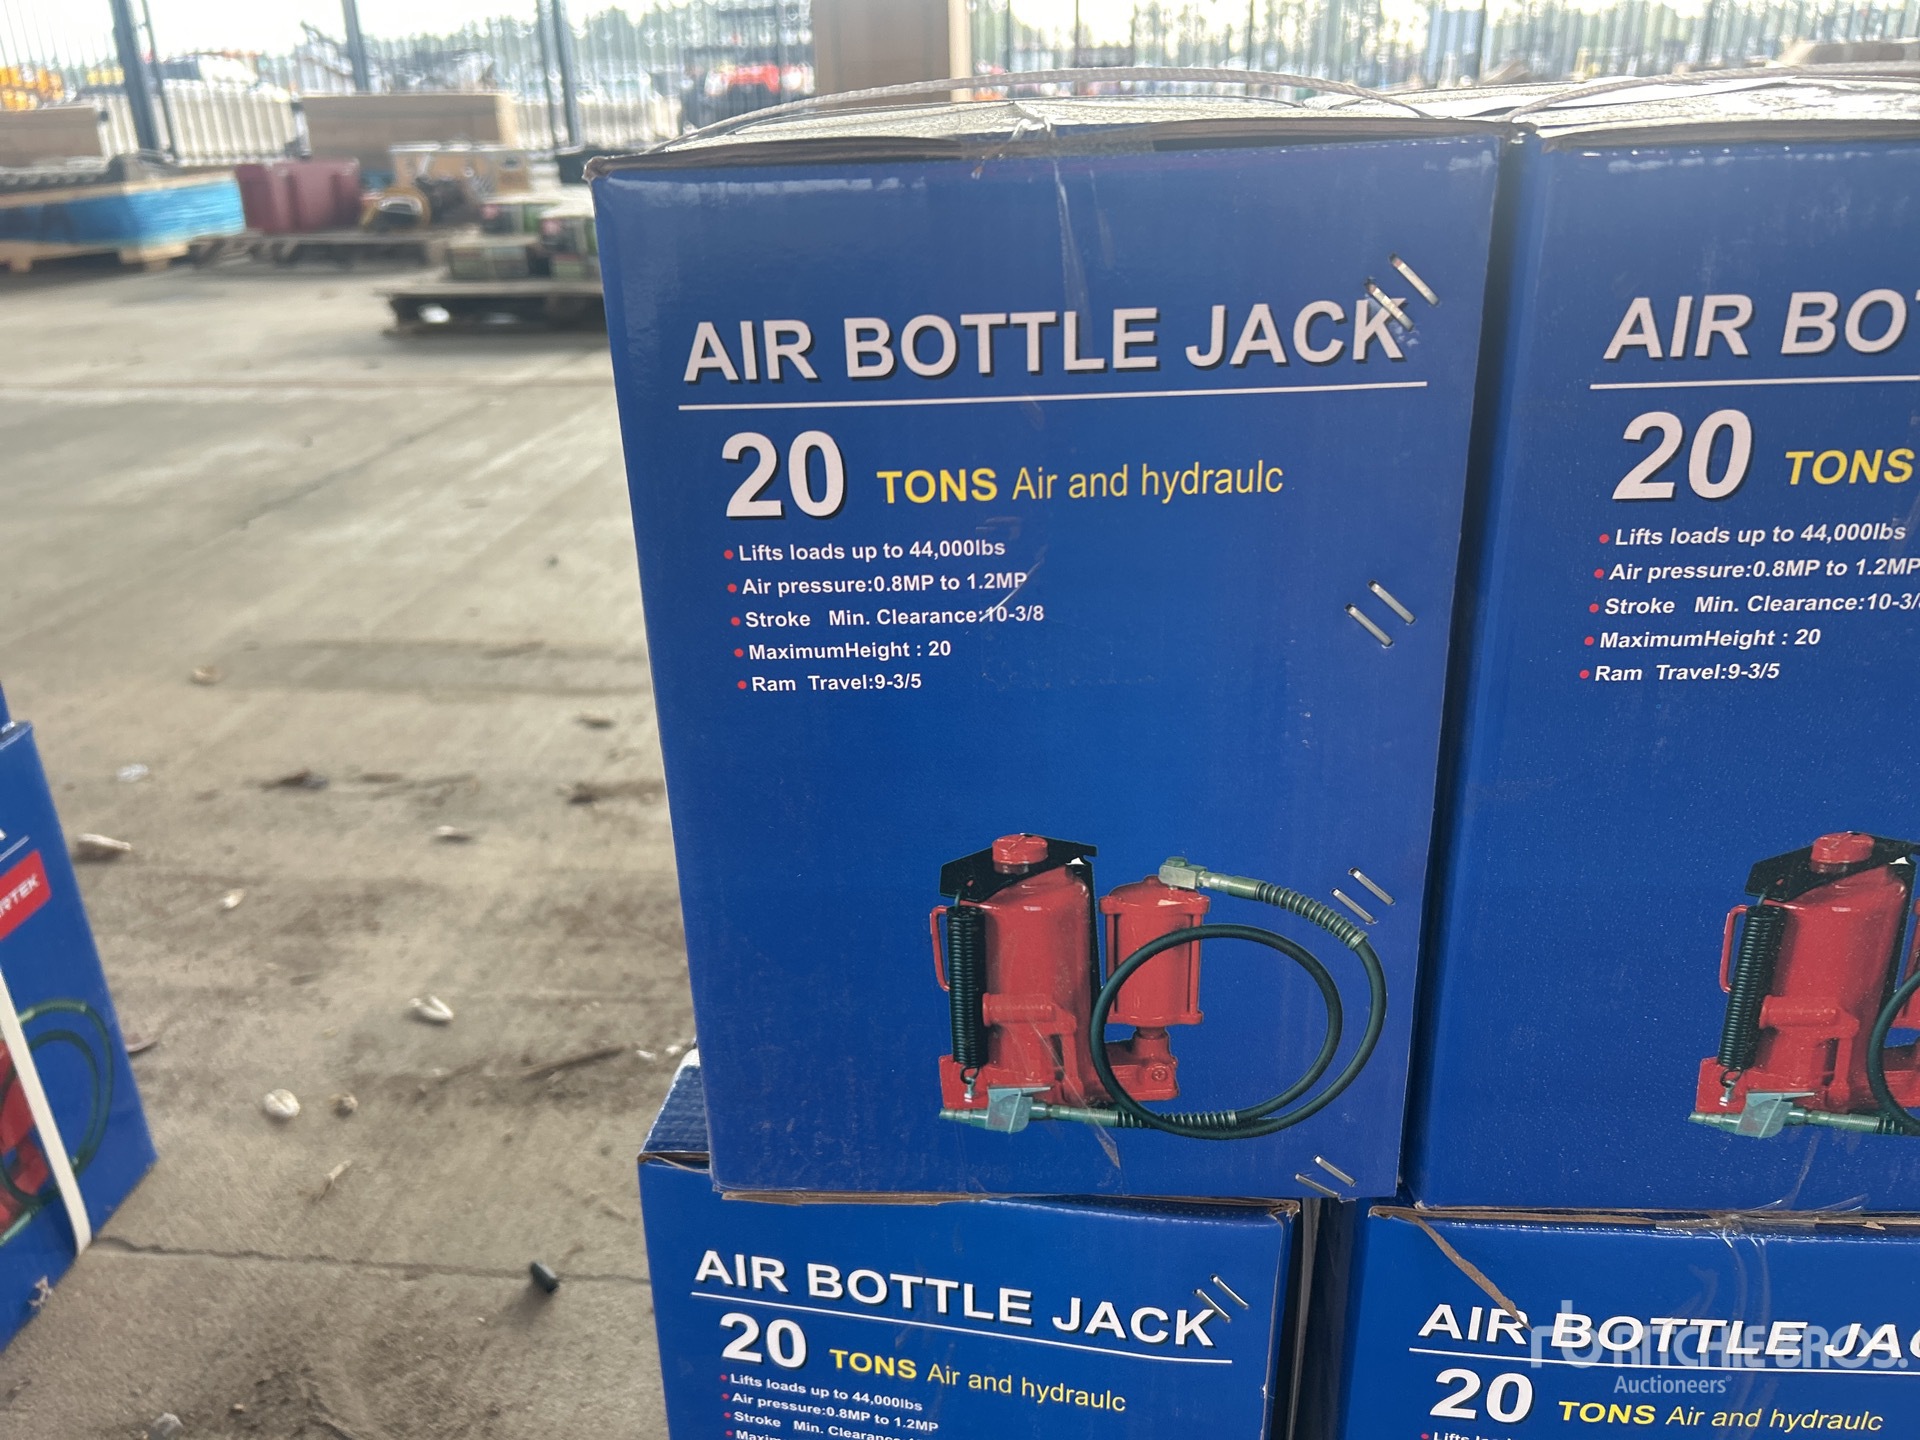 AIR BOTTLE JACK
20 TONS Air and hydraulc
• Lifts loads up to 44,000lbs
• Air pressure:0.8MP to 1.2MP
• Stroke Min. Clearance:10-3/8
• MaximumHeight : 20
• Ram Travel:9-3/5
AIR BO
20 TONS
• Lifts loads up to 44,000lbs
• Air pressure:0.8MP to 1.2MP
• Stroke Min. Clearance:10-3/
• MaximumHeight : 20
• Ram Travel:9-3/5
AIR BOTTLE JACK
20 TONS Air and hydraulc
• Lifts loads up to 44,000lbs
• Air pressure:0.8MP to 1.2MP
• Stroke Min.
AIR BOTTLE JAC
20 TONS Air and hydraulc
rb RITCHIE BROS.
Auctioneers